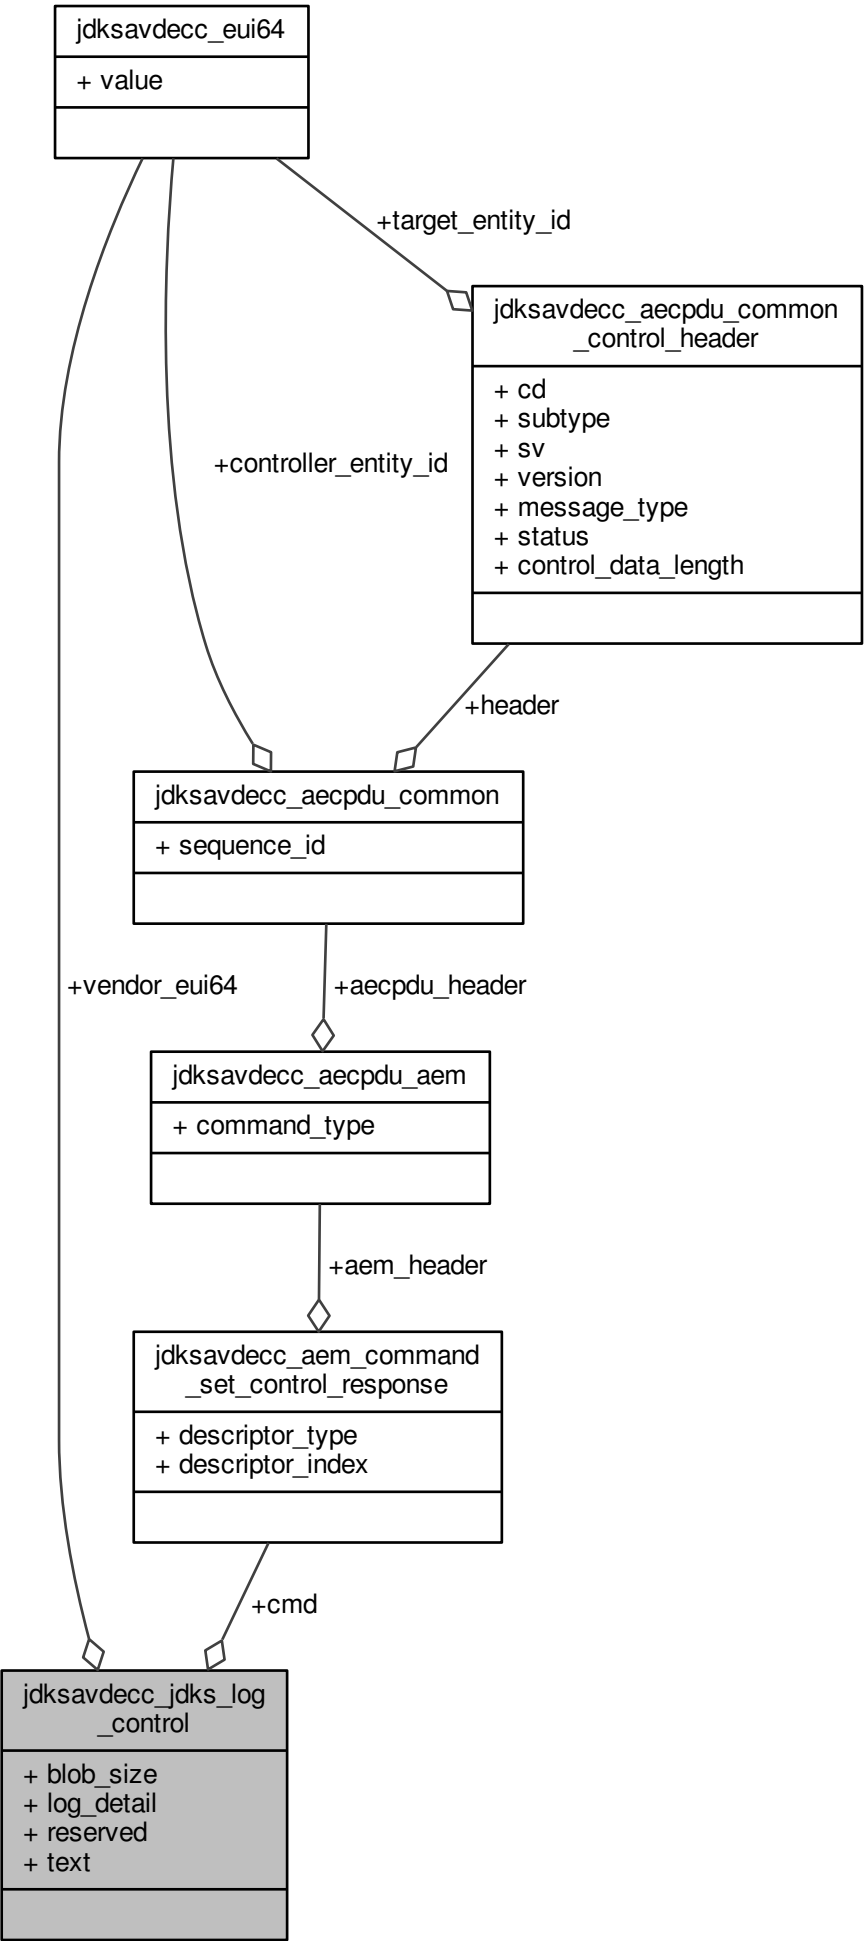 jdksavdecc_eui64
+ value
+target_entity_id
jdksavdecc_aecpdu_common
_control_header
+ cd
+ subtype
+ sv
+ version
+ message_type
+ status
+ control_data_length
+controller_entity_id
+header
jdksavdecc_aecpdu_common
+ sequence_id
+vendor_eui64
+aecpdu_header
jdksavdecc_aecpdu_aem
+ command_type
+aem_header
jdksavdecc_aem_command
_set_control_response
+ descriptor_type
+ descriptor_index
+cmd
jdksavdecc_jdks_log
_control
+ blob_size
+ log_detail
+ reserved
+ text